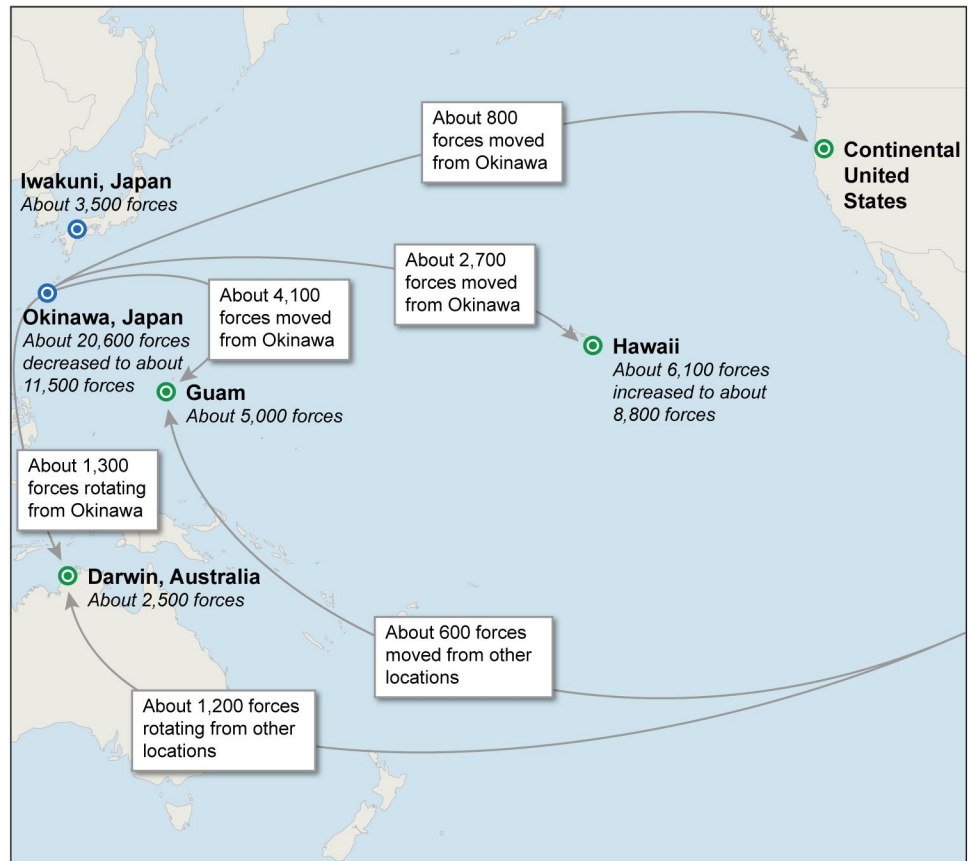 About 800
forces moved
from Okinawa
Continental
United
States
Iwakuni, Japan
About 3,500 forces
About 2,700
forces moved
from Okinawa
About 4,100
forces moved
from Okinawa
Okinawa, Japan
About 20,600 forces
decreased to about
11,500 forces
Hawaii
About 6,100 forces
increased to about
8,800 forces
Guam
About 5,000 forces
About 1,300
forces rotating
from Okinawa
Darwin, Australia
About 2,500 forces
About 600 forces
moved from other
locations
About 1,200 forces
rotating from other
locations